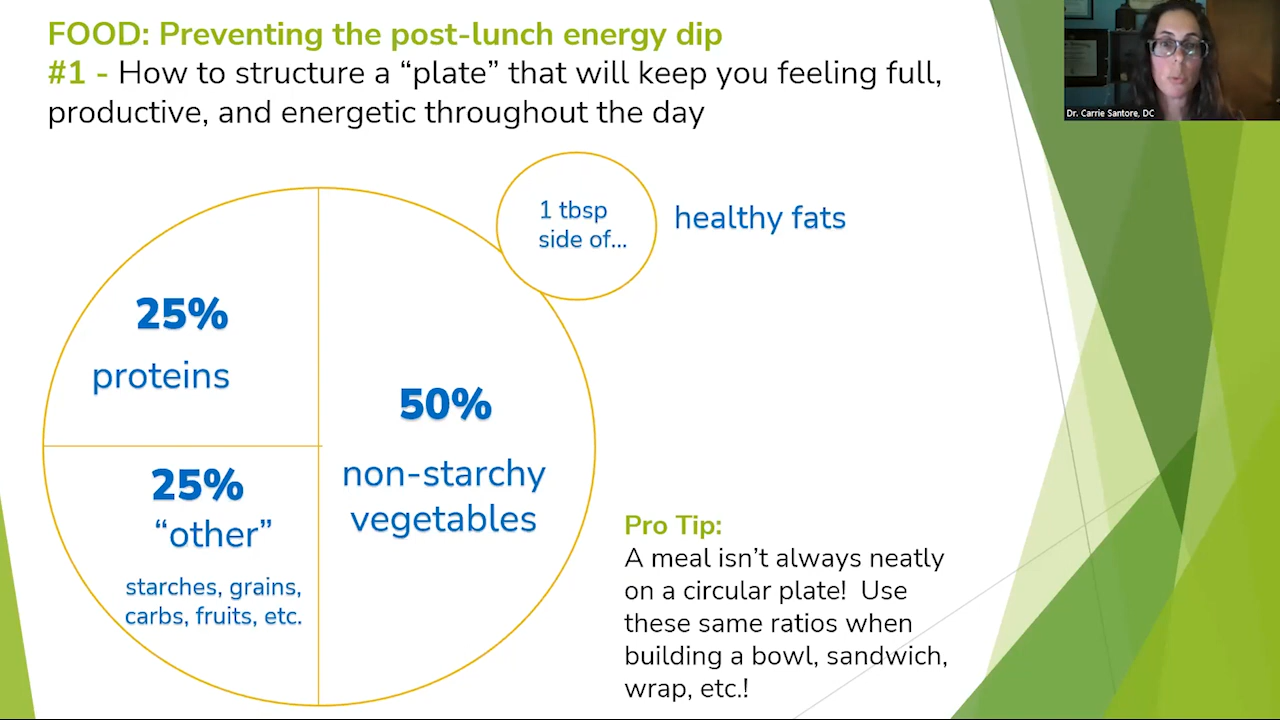 FOOD: Preventing the post-lunch energy dip
#1 - How to structure a “plate” that will keep you feeling full,
productive, and energetic throughout the day
Dr. Carrie Santore, DC
1 tbsp
side of...
healthy fats
25%
proteins
50%
non-starchy
vegetables
25%
“other”
starches, grains,
carbs, fruits, etc.
Pro Tip:
A meal isn’t always neatly
on a circular plate!  Use
these same ratios when
building a bowl, sandwich,
wrap, etc.!